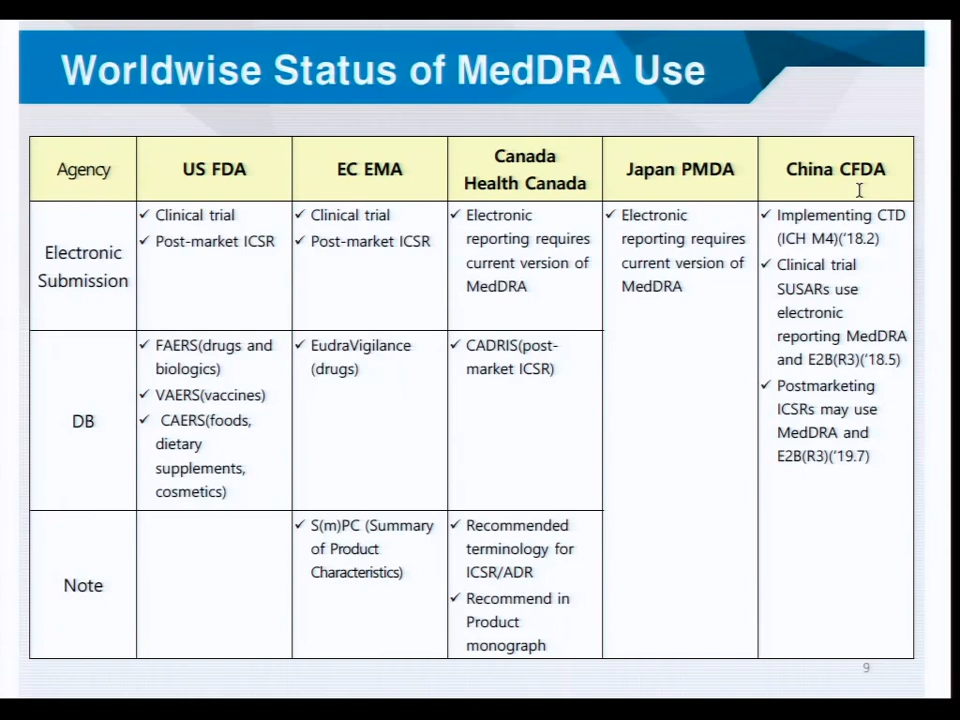 Worldwise Status of MedDRA Use
Agency
US FDA
EC EMA
Canada
Health Canada
Japan PMDA
China CFDA
Electronic
Submission
✓ Clinical trial
✓ Post-market ICSR
✓ Clinical trial
✓ Post-market ICSR
✓ Electronic
reporting requires
current version of
MedDRA
✓ Electronic
reporting requires
current version of
MedDRA
✓ Implementing CTD
(ICH M4)('18.2)
✓ Clinical trial
SUSARs use
electronic
reporting MedDRA
and E2B(R3)('18.5)
✓ Postmarketing
ICSRs may use
MedDRA and
E2B(R3)('19.7)
DB
✓ FAERS(drugs and
biologics)
✓ VAERS(vaccines)
✓ CAERS(foods,
dietary
supplements,
cosmetics)
✓ EudraVigilance
(drugs)
✓ CADRIS(post-
market ICSR)
Note
✓ S(m)PC (Summary
of Product
Characteristics)
✓ Recommended
terminology for
ICSR/ADR
✓ Recommend in
Product
monograph
9